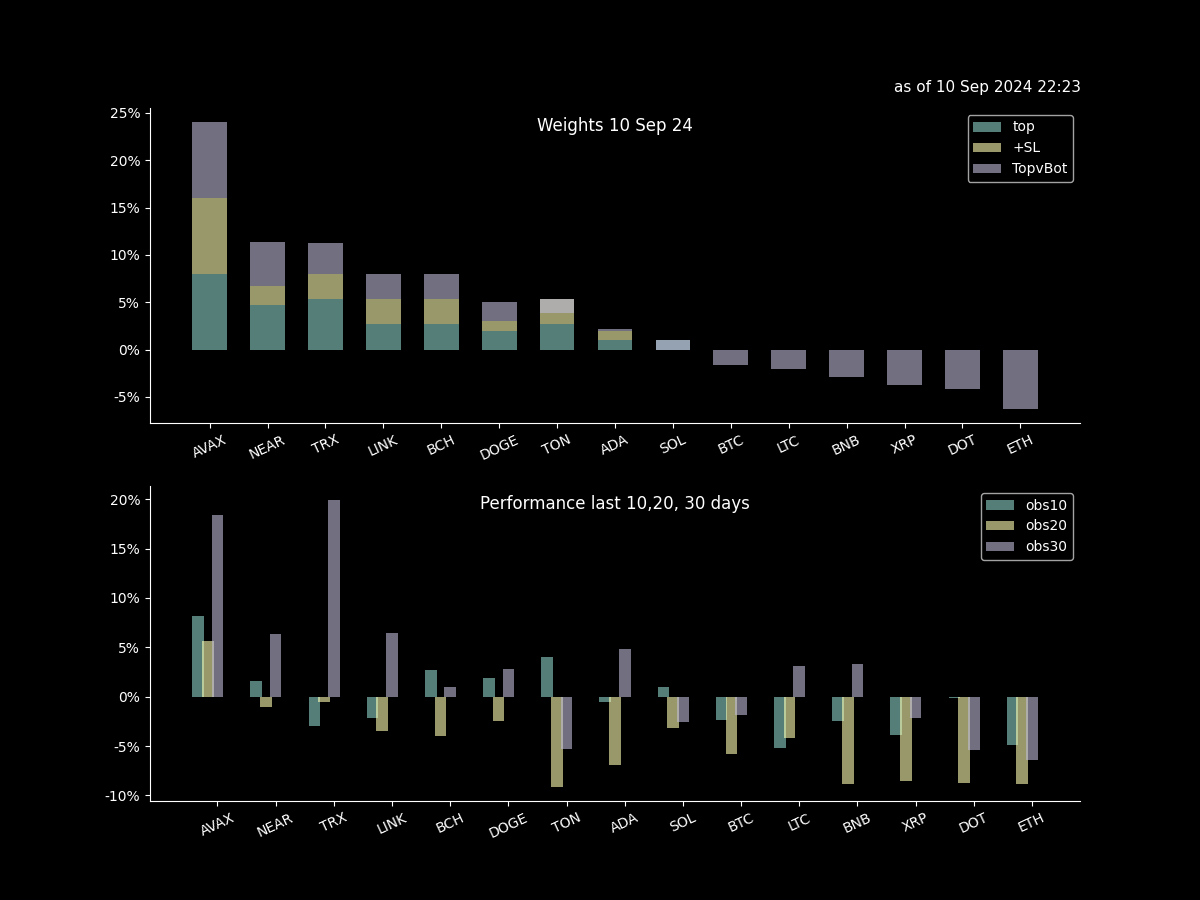 as of 10 Sep 2024 22:23
Weights 10 Sep 24
top
+SL
TopvBot
25%
20%
15%
10%
5%
0%
-5%
AVAX NEAR TRX LINK BCH DOGE TON ADA SOL BTC LTC BNB XRP DOT ETH
Performance last 10,20, 30 days
obs10
obs20
obs30
20%
15%
10%
5%
0%
-5%
-10%
AVAX NEAR TRX LINK BCH DOGE TON ADA SOL BTC LTC BNB XRP DOT ETH